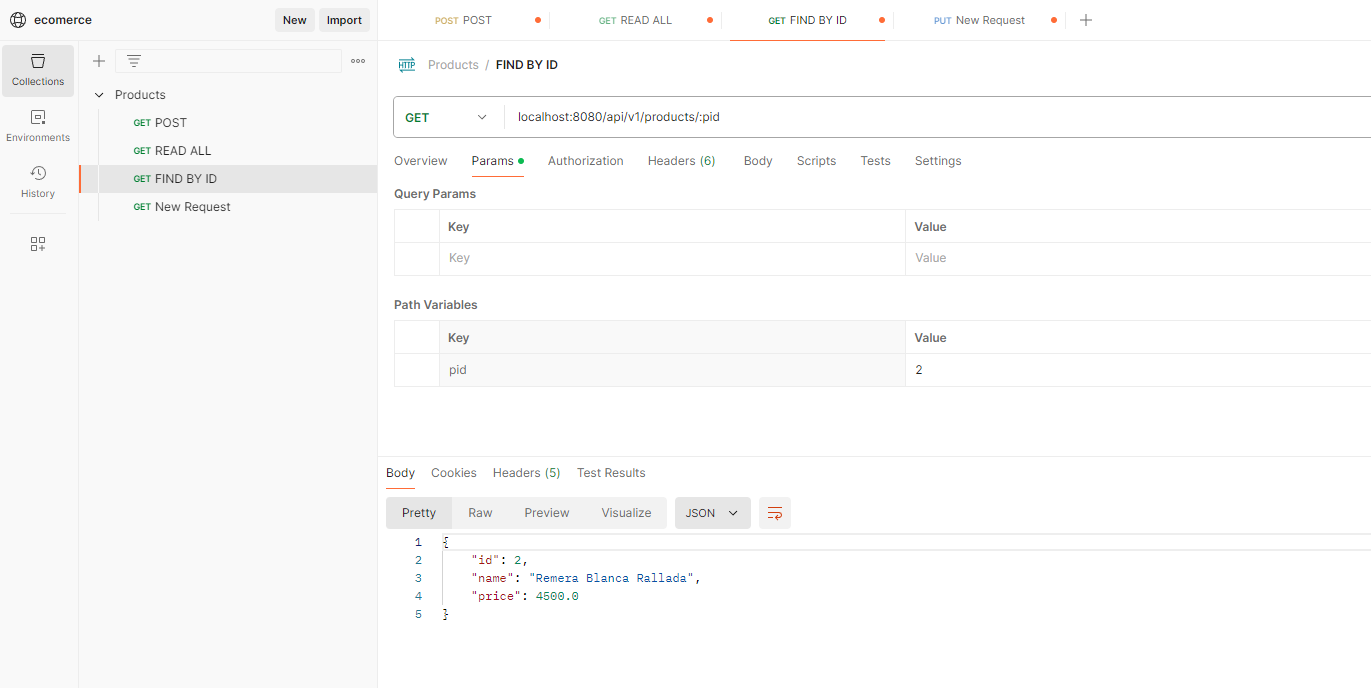 ecomerce New Import
POST POST GET READ ALL GET FIND BY ID PUT New Request
Collections
Environments
History
Products
GET POST
GET READ ALL
GET FIND BY ID
GET New Request
HTTP Products / FIND BY ID
GET localhost:8080/api/v1/products/:pid
Overview Params Authorization Headers (6) Body Scripts Tests Settings
Query Params
Key Value
Key Value
Path Variables
Key Value
pid 2
Body Cookies Headers (5) Test Results
Pretty Raw Preview Visualize JSON
1 {
2 "id": 2,
3 "name": "Remera Blanca Rallada",
4 "price": 4500.0
5 }